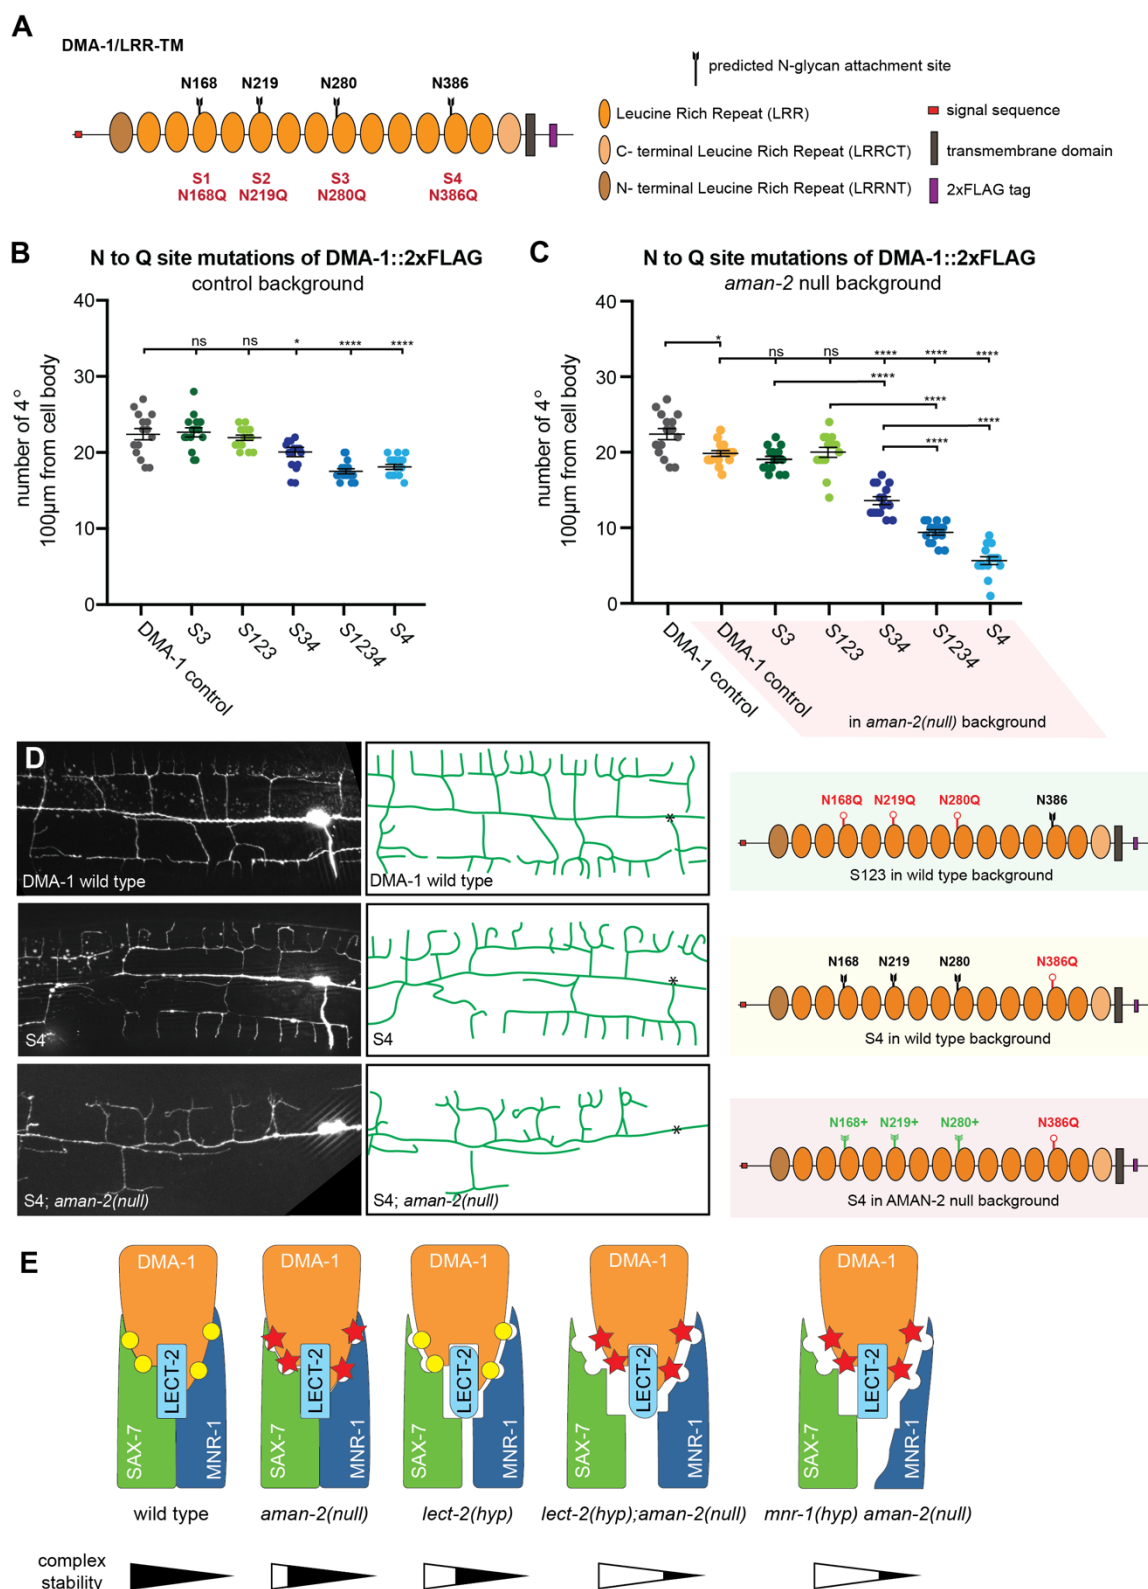 A
DMA-1/LRR-TM
N168 N219 N280 N386
S1 S2 S3 S4
N168Q N219Q N280Q N386Q
predicted N-glycan attachment site
Leucine Rich Repeat (LRR)
C- terminal Leucine Rich Repeat (LRRCT)
N- terminal Leucine Rich Repeat (LRRNT)
signal sequence
transmembrane domain
2xFLAG tag
B
N to Q site mutations of DMA-1::2xFLAG
control background
number of 4°
100µm from cell body
40
30
20
10
0
ns ns * **** ****
DMA-1 control
S3
S123
S34
S1234
S4
C
N to Q site mutations of DMA-1::2xFLAG
aman-2 null background
number of 4°
100µm from cell body
40
30
20
10
0
*
ns ns **** **** ****
****
****
****
****
DMA-1 control
DMA-1 control
S3
S123
S34
S1234
S4
in aman-2(null) background
D
DMA-1 wild type
*
DMA-1 wild type
N168Q N219Q N280Q N386
S123 in wild type background
S4
*
S4
N168 N219 N280 N386Q
S4 in wild type background
S4; aman-2(null)
*
S4; aman-2(null)
N168+ N219+ N280+ N386Q
S4 in AMAN-2 null background
E
DMA-1
LECT-2
SAX-7
MNR-1
wild type
DMA-1
LECT-2
SAX-7
MNR-1
aman-2(null)
DMA-1
LECT-2
SAX-7
MNR-1
lect-2(hyp)
DMA-1
LECT-2
SAX-7
MNR-1
lect-2(hyp);aman-2(null)
DMA-1
LECT-2
SAX-7
MNR-1
mnr-1(hyp) aman-2(null)
complex
stability